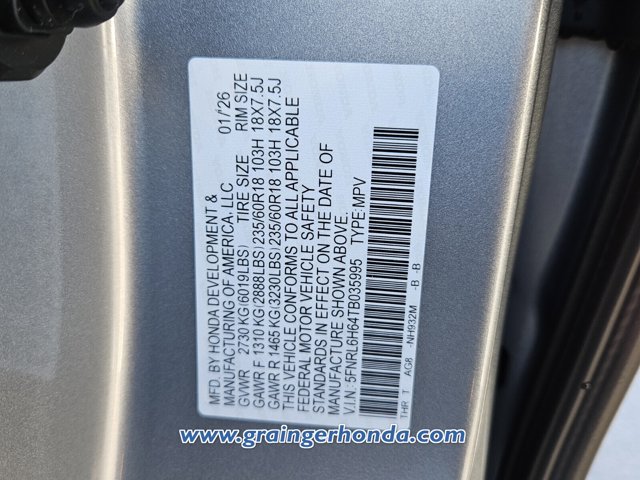 MFD. BY HONDA DEVELOPMENT &
MANUFACTURING OF AMERICA, LLC 01/26
GVWR 2730 KG(6019LBS) TIRE SIZE RIM SIZE
GAWR F 1310 KG(2888LBS)235/60R18 103H 18X7.5J
GAWR R 1465 KG(3230LBS)235/60R18 103H 18X7.5J
THIS VEHICLE CONFORMS TO ALL APPLICABLE
FEDERAL MOTOR VEHICLE SAFETY
STANDARDS IN EFFECT ON THE DATE OF
MANUFACTURE SHOWN ABOVE.
V.I.N.: 5FNRL6H64TB035995 TYPE:MPV
THR T AG8 -NH932M -B -B
www.graingerhonda.com